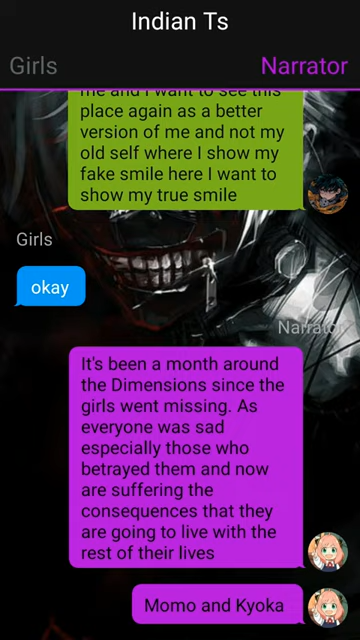 Indian Ts
Girls
Narrator
me and I want to see this
place again as a better
version of me and not my
old self where I show my
fake smile here I want to
show my true smile
Girls
okay
Narrator
It's been a month around
the Dimensions since the
girls went missing. As
everyone was sad
especially those who
betrayed them and now
are suffering the
consequences that they
are going to live with the
rest of their lives
Momo and Kyoka